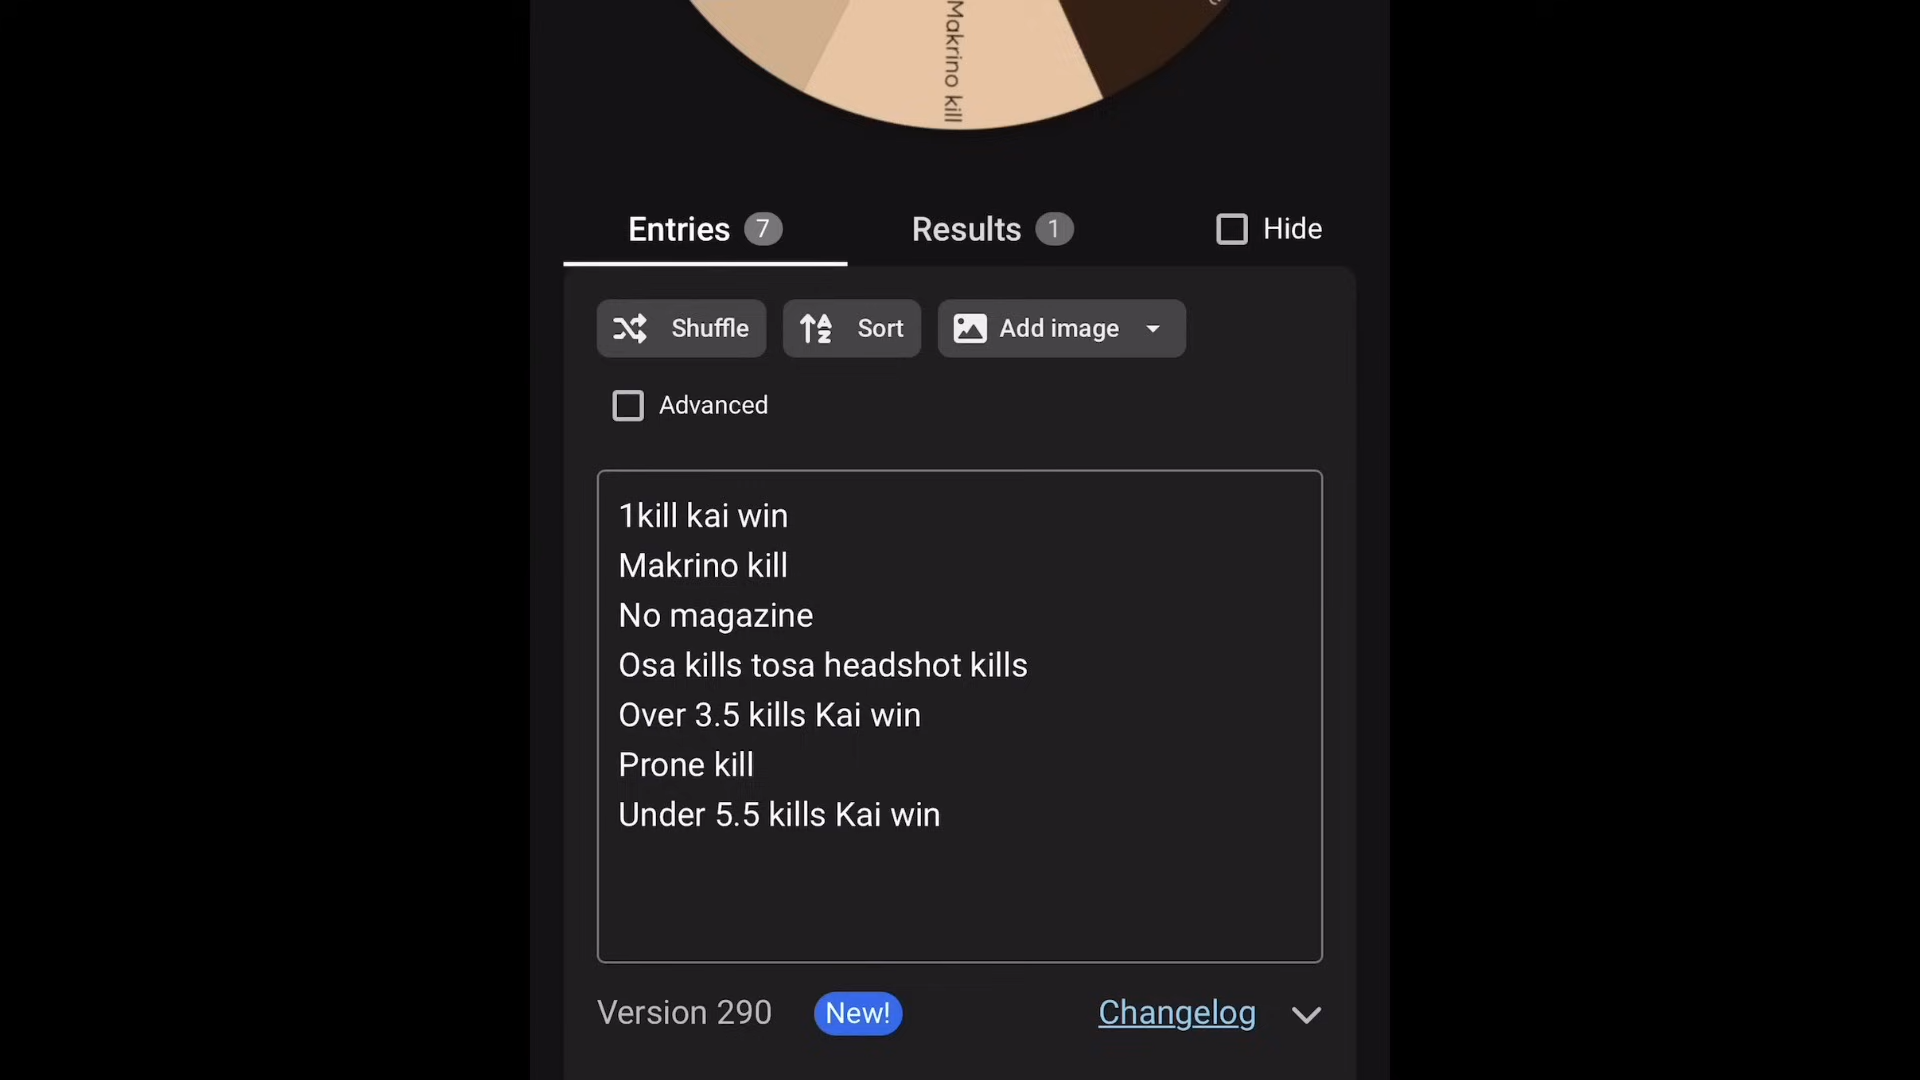 Makrino kill
Entries 7
Results 1
Hide
Shuffle
Sort
Add image
Advanced
1kill kai win
Makrino kill
No magazine
Osa kills tosa headshot kills
Over 3.5 kills Kai win
Prone kill
Under 5.5 kills Kai win
Version 290
New!
Changelog